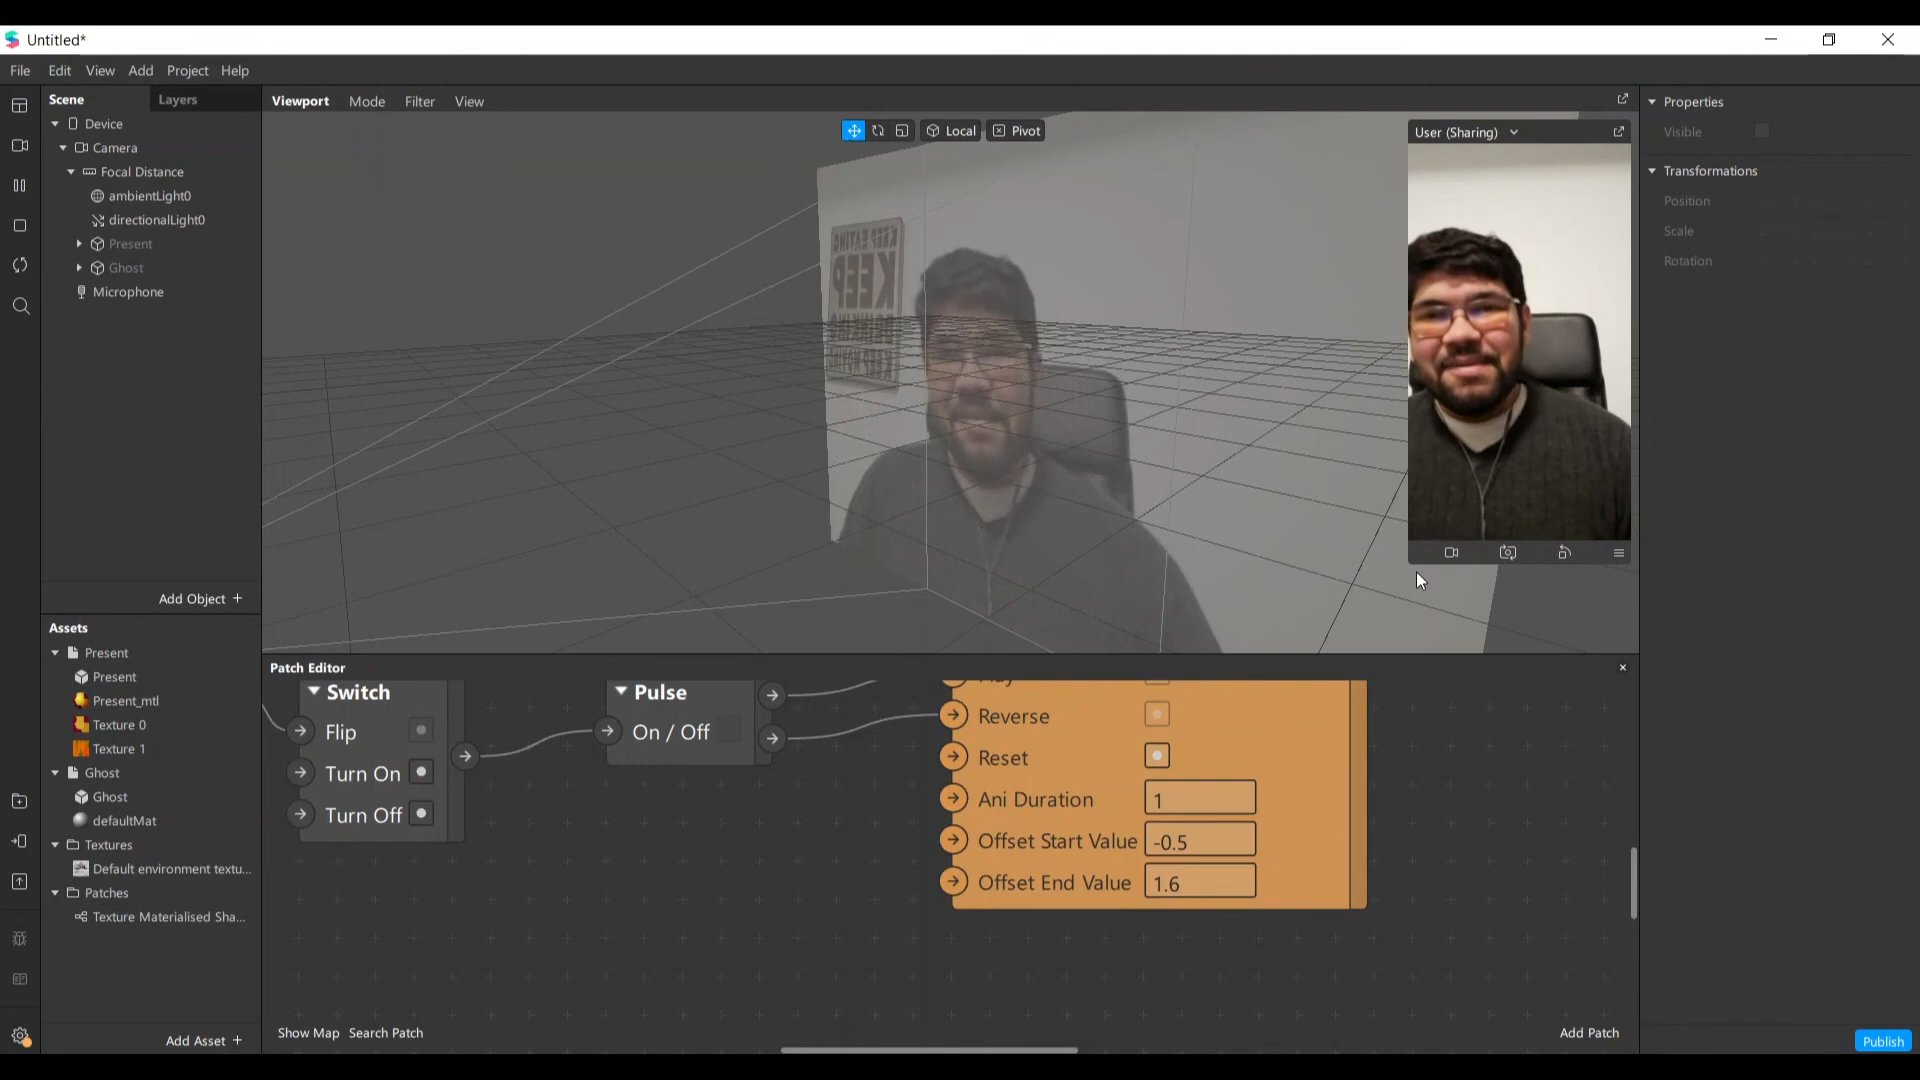 Untitled*
File Edit View Add Project Help
Scene Layers
Device
Camera
Focal Distance
ambientLight0
directionalLight0
Present
Ghost
Microphone
Add Object +
Assets
Present
Present
Present_mtl
Texture 0
Texture 1
Ghost
Ghost
defaultMat
Textures
Default environment textu...
Patches
Texture Materialised Sha...
Add Asset +
Viewport Mode Filter View
Local Pivot
KEEP EATING
KEEP
User (Sharing)
Properties
Visible
Transformations
Position
Scale
Rotation
Patch Editor
Switch
Flip
Turn On
Turn Off
Pulse
On / Off
Reverse
Reset
Ani Duration 1
Offset Start Value -0.5
Offset End Value 1.6
Show Map Search Patch
Add Patch
Publish